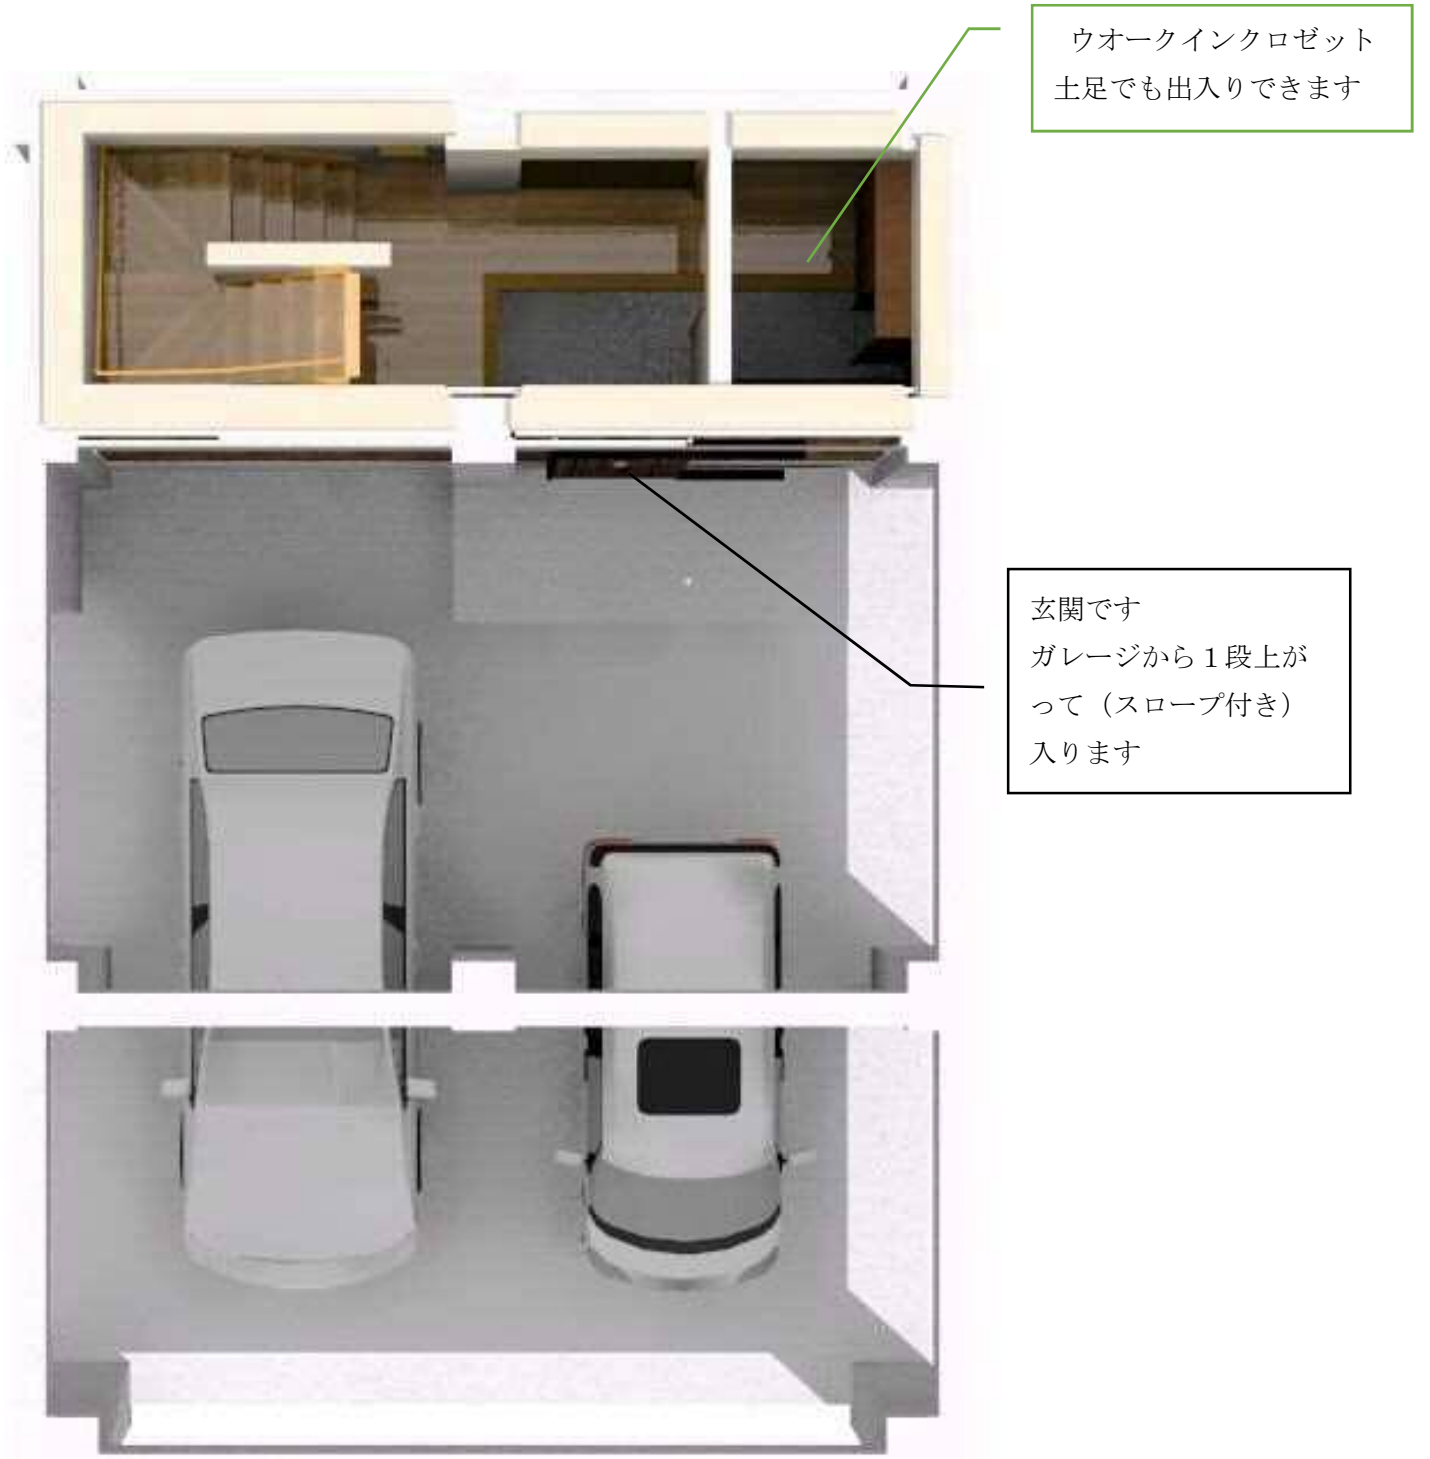 ウオークインクロゼット
土足でも出入りできます
玄関です
ガレージから１段上が
って（スロープ付き）
入ります